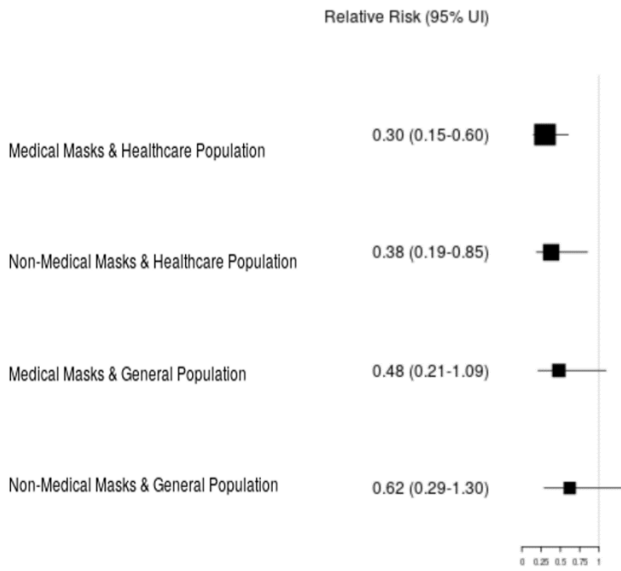 Relative Risk (95% UI)
Medical Masks & Healthcare Population 0.30 (0.15-0.60)
Non-Medical Masks & Healthcare Population 0.38 (0.19-0.85)
Medical Masks & General Population 0.48 (0.21-1.09)
Non-Medical Masks & General Population 0.62 (0.29-1.30)
0 0.25 0.5 0.75 1